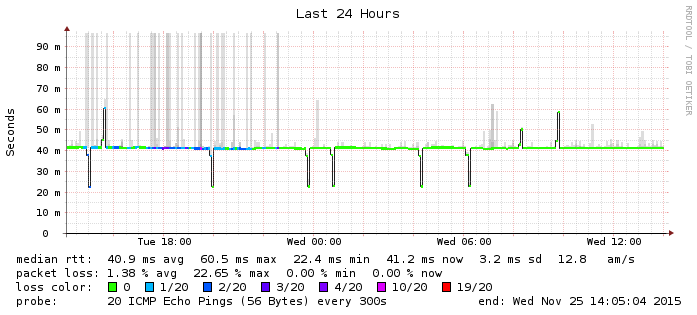 Last 24 Hours
RRDTOOL / TOBI OETIKER
Seconds
90 m
80 m
70 m
60 m
50 m
40 m
30 m
20 m
10 m
0
Tue 18:00 Wed 00:00 Wed 06:00 Wed 12:00
median rtt: 40.9 ms avg 60.5 ms max 22.4 ms min 41.2 ms now 3.2 ms sd 12.8 am/s
packet loss: 1.38 % avg 22.65 % max 0.00 % min 0.00 % now
loss color: 0 1/20 2/20 3/20 4/20 10/20 19/20
probe: 20 ICMP Echo Pings (56 Bytes) every 300s end: Wed Nov 25 14:05:04 2015